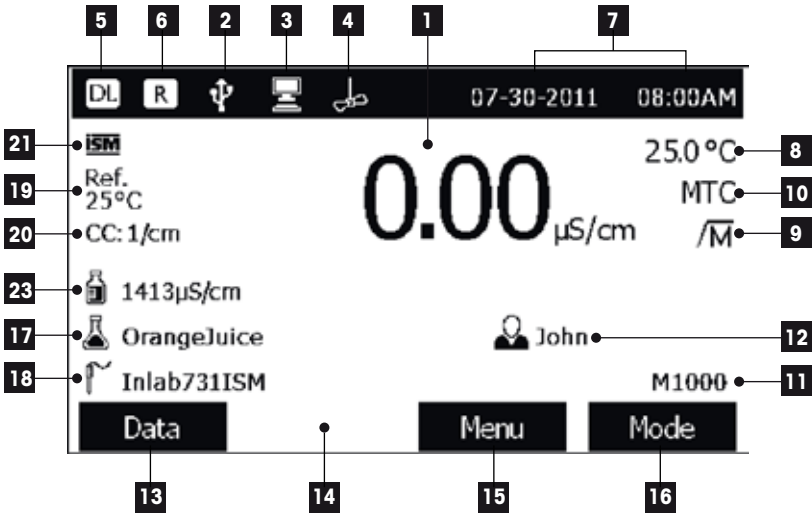 5 6 2 3 4 1 7
DL R 07-30-2011 08:00AM
21 iSM
25.0 °C 8
19 Ref.
25°C
0.00 µS/cm
MTC 10
20 CC: 1/cm
/M 9
23 1413µS/cm
17 OrangeJuice
John 12
18 Inlab731ISM
M1000 11
Data Menu Mode
13 14 15 16